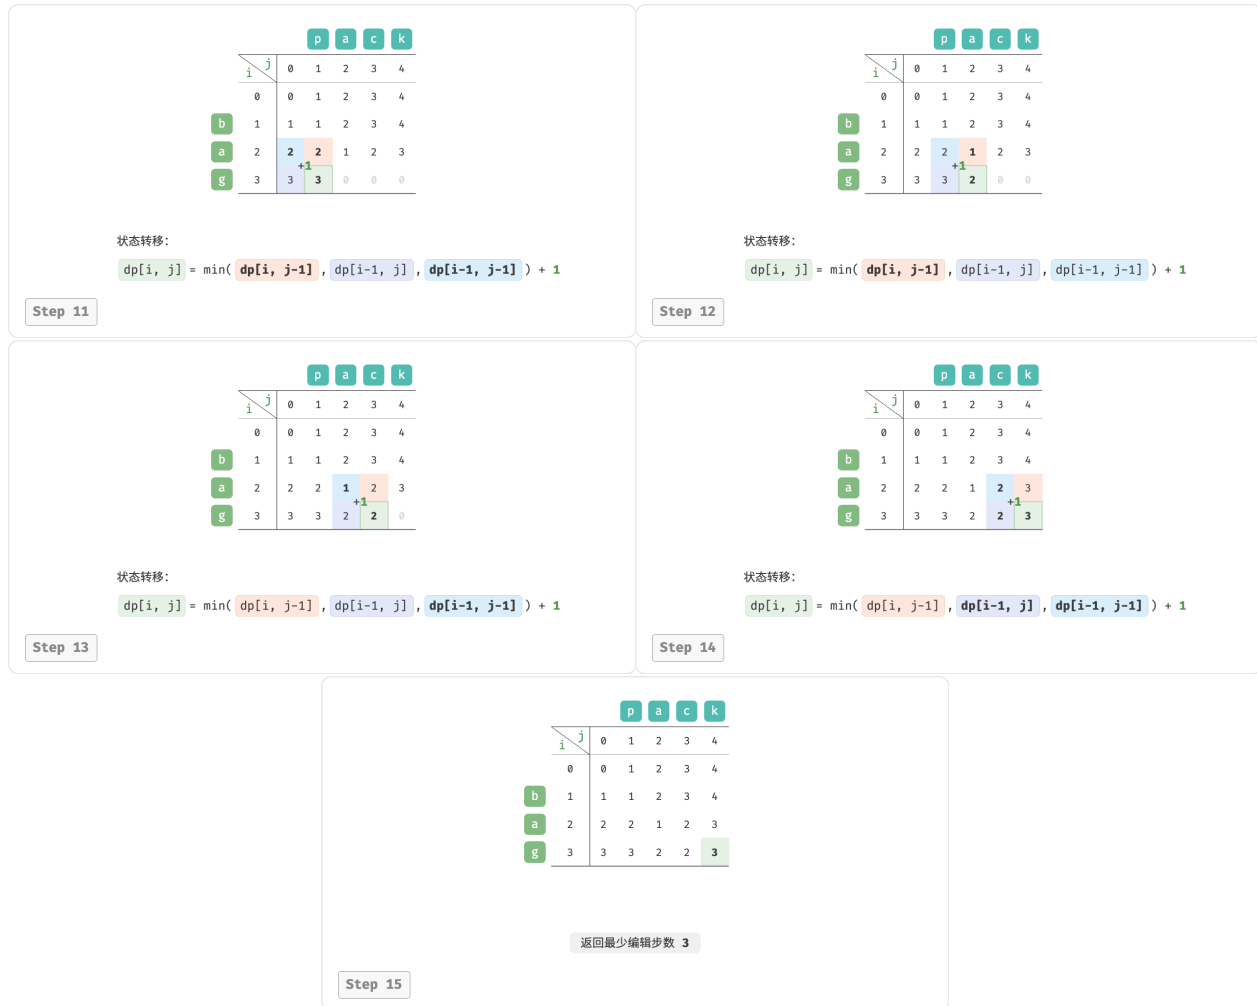 p a c k
j
i 0 1 2 3 4
0 0 1 2 3 4
b 1 1 1 2 3 4
a 2 2 2 1 2 3
+1
g 3 3 3 0 0 0
状态转移:
dp[i, j] = min( dp[i, j-1] , dp[i-1, j] , dp[i-1, j-1] ) + 1
Step 11
p a c k
j
i 0 1 2 3 4
0 0 1 2 3 4
b 1 1 1 2 3 4
a 2 2 2 1 2 3
+1
g 3 3 3 2 0 0
状态转移:
dp[i, j] = min( dp[i, j-1] , dp[i-1, j] , dp[i-1, j-1] ) + 1
Step 12
p a c k
j
i 0 1 2 3 4
0 0 1 2 3 4
b 1 1 1 2 3 4
a 2 2 2 1 2 3
+1
g 3 3 3 2 2 0
状态转移:
dp[i, j] = min( dp[i, j-1] , dp[i-1, j] , dp[i-1, j-1] ) + 1
Step 13
p a c k
j
i 0 1 2 3 4
0 0 1 2 3 4
b 1 1 1 2 3 4
a 2 2 2 1 2 3
+1
g 3 3 3 2 2 3
状态转移:
dp[i, j] = min( dp[i, j-1] , dp[i-1, j] , dp[i-1, j-1] ) + 1
Step 14
p a c k
j
i 0 1 2 3 4
0 0 1 2 3 4
b 1 1 1 2 3 4
a 2 2 2 1 2 3
g 3 3 3 2 2 3
返回最少编辑步数 3
Step 15